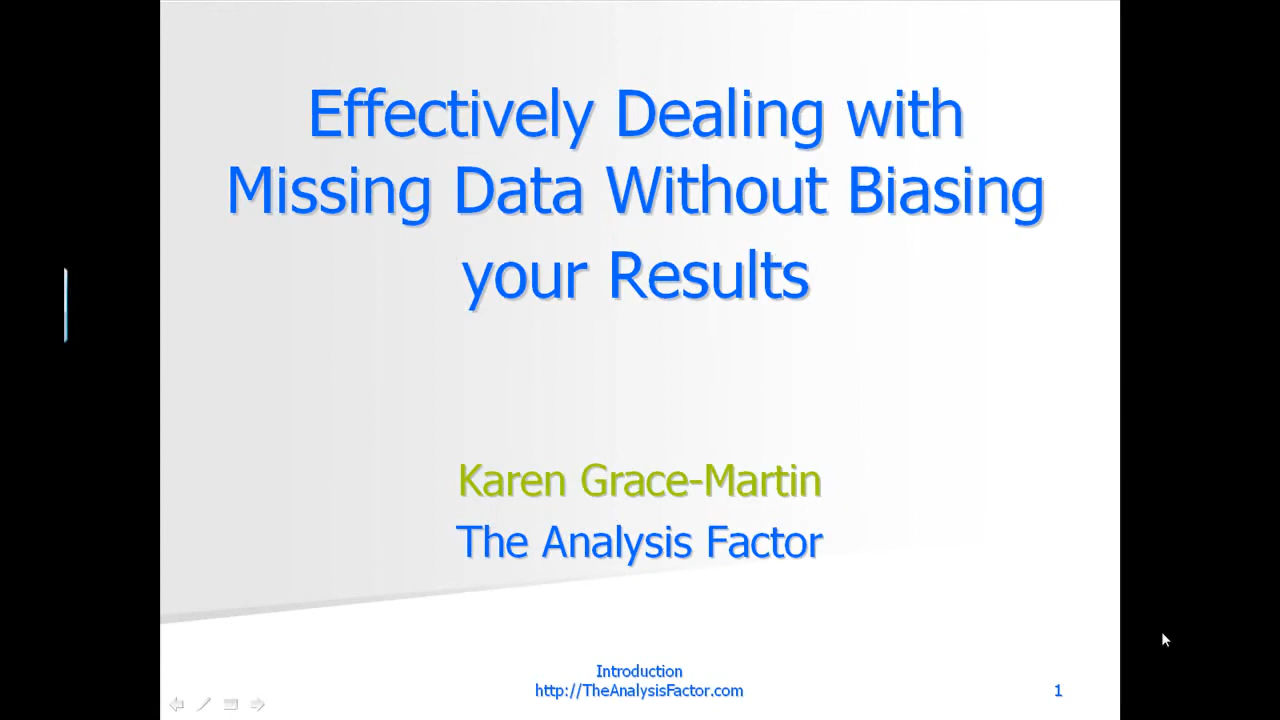 Effectively Dealing with
Missing Data Without Biasing
your Results
Karen Grace-Martin
The Analysis Factor
Introduction
http://TheAnalysisFactor.com
1